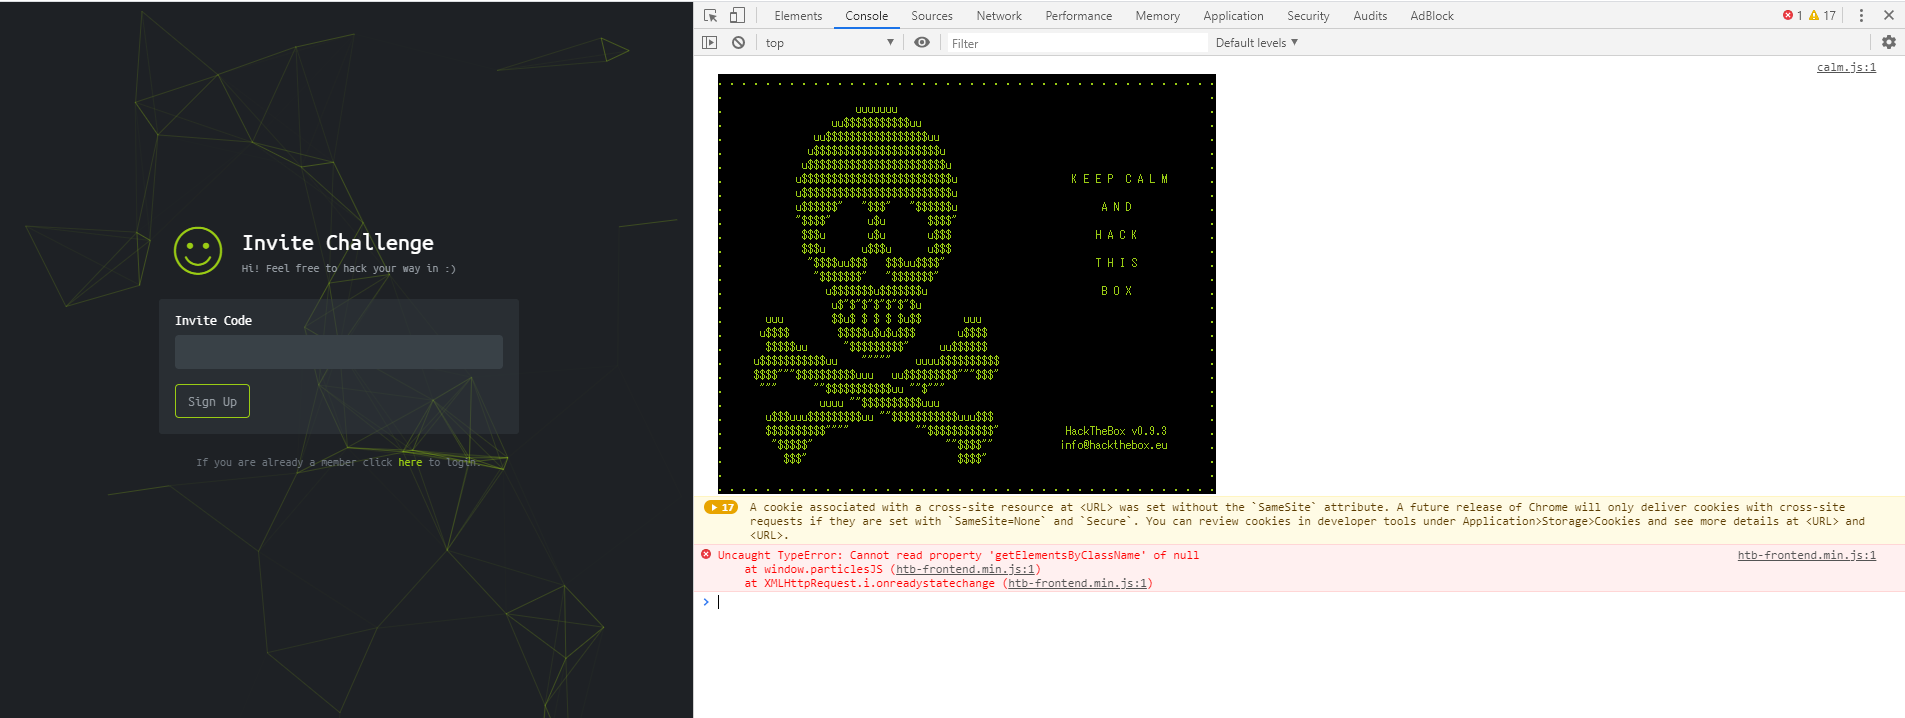 Invite Challenge
Hi! Feel free to hack your way in :)
Invite Code
Sign Up
If you are already a member click here to login.
Elements Console Sources Network Performance Memory Application Security Audits AdBlock 1 17
top Filter Default levels
calm.js:1
KEEP CALM
AND
HACK
THIS
BOX
HackTheBox v0.9.3
info@hackthebox.eu
17 A cookie associated with a cross-site resource at <URL> was set without the `SameSite` attribute. A future release of Chrome will only deliver cookies with cross-site
requests if they are set with `SameSite=None` and `Secure`. You can review cookies in developer tools under Application>Storage>Cookies and see more details at <URL> and
<URL>.
Uncaught TypeError: Cannot read property 'getElementsByClassName' of null htb-frontend.min.js:1
at window.particlesJS (htb-frontend.min.js:1)
at XMLHttpRequest.i.onreadystatechange (htb-frontend.min.js:1)